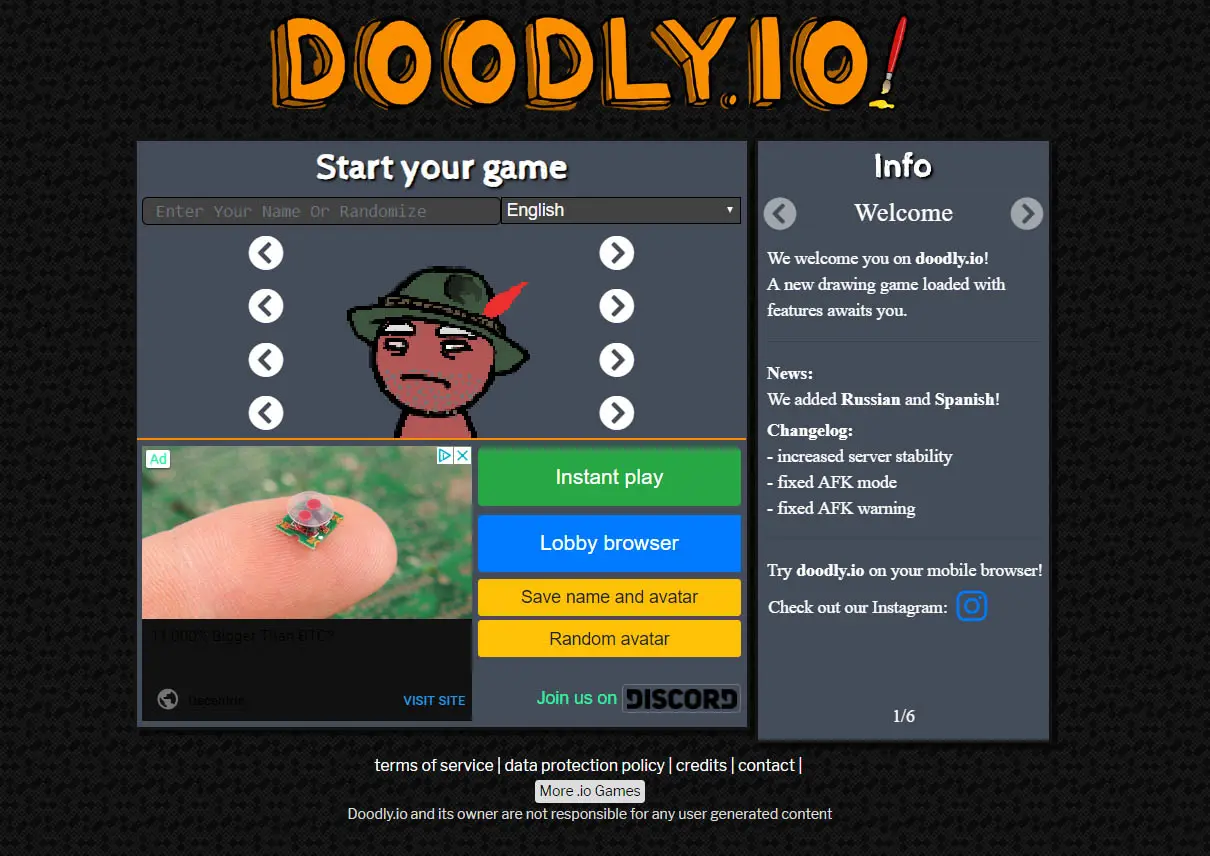 DOODLY.IO!
Start your game
Enter Your Name Or Randomize
English
Ad
11,000% Bigger Than BTC?
Decentric
VISIT SITE
Instant play
Lobby browser
Save name and avatar
Random avatar
Join us on DISCORD
Info
Welcome
We welcome you on doodly.io!
A new drawing game loaded with
features awaits you.
News:
We added Russian and Spanish!
Changelog:
- increased server stability
- fixed AFK mode
- fixed AFK warning
Try doodly.io on your mobile browser!
Check out our Instagram:
1/6
terms of service | data protection policy | credits | contact |
More .io Games
Doodly.io and its owner are not responsible for any user generated content